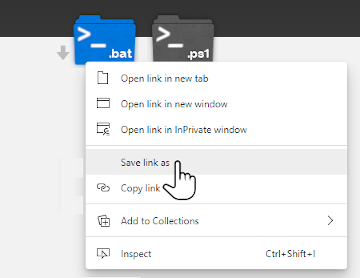 >_ .bat >_ .ps1
Open link in new tab
Open link in new window
Open link in InPrivate window
Save link as
Copy link
Add to Collections
Inspect Ctrl+Shift+I